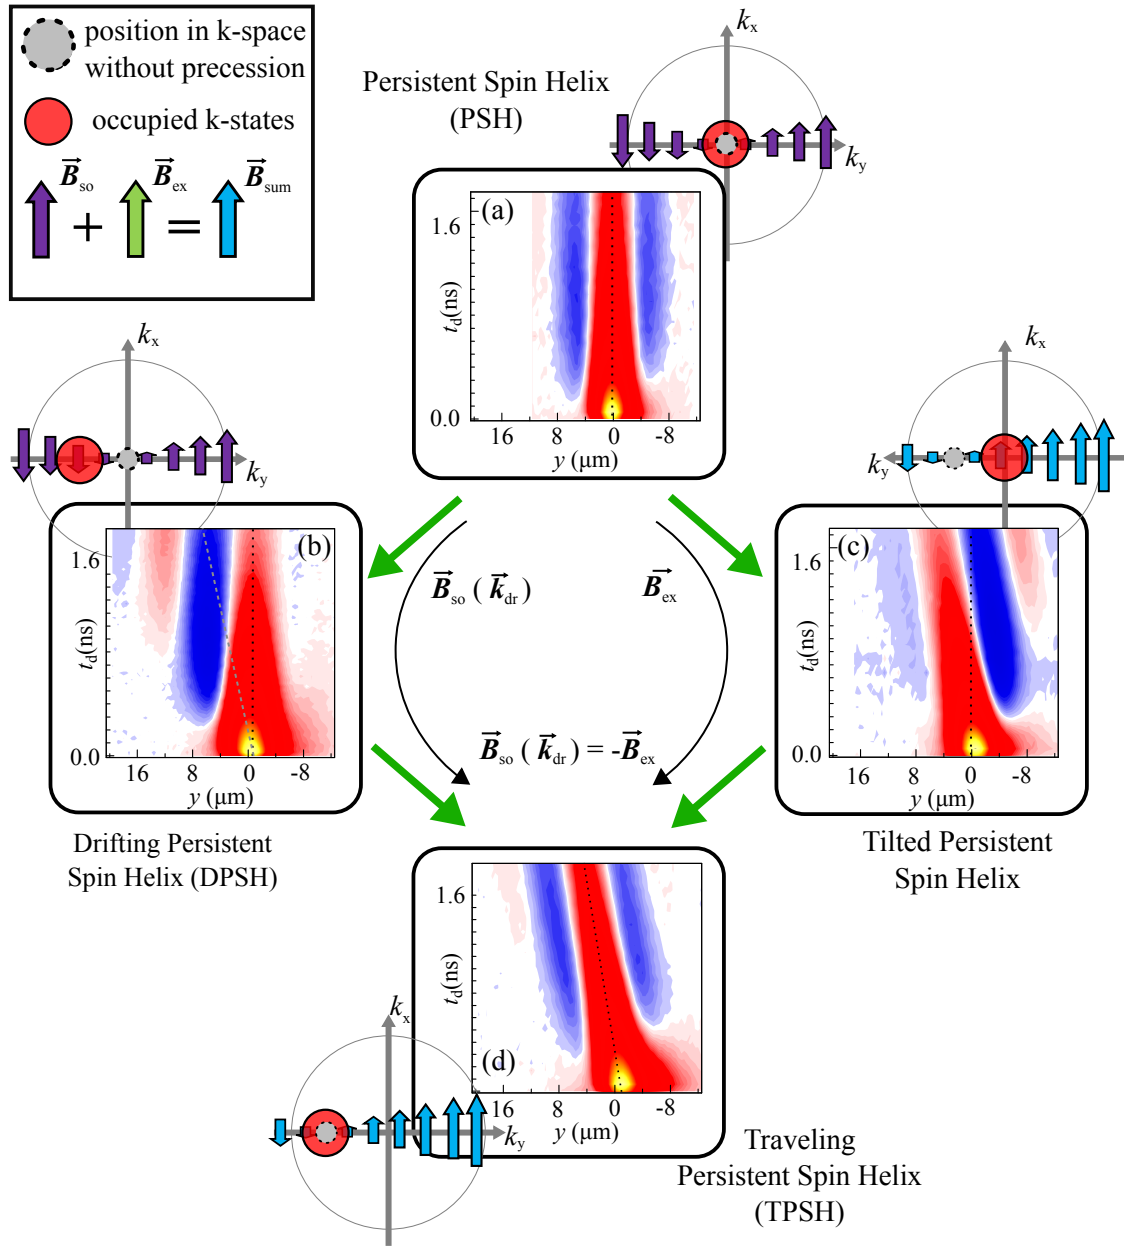 position in k-space
without precession
occupied k-states
B⃗so + B⃗ex = B⃗sum
Persistent Spin Helix
(PSH)
kx
ky
(a)
td(ns)
1.6
0.0
16 8 0 -8
y (μm)
kx
ky
(b)
td(ns)
1.6
0.0
16 8 0 -8
y (μm)
Drifting Persistent
Spin Helix (DPSH)
B⃗so ( k⃗dr)
B⃗ex
B⃗so ( k⃗dr) = -B⃗ex
kx
ky
(c)
td(ns)
1.6
0.0
16 8 0 -8
y (μm)
Tilted Persistent
Spin Helix
(d)
td(ns)
1.6
0.0
16 8 0 -8
y (μm)
kx
ky
Traveling
Persistent Spin Helix
(TPSH)